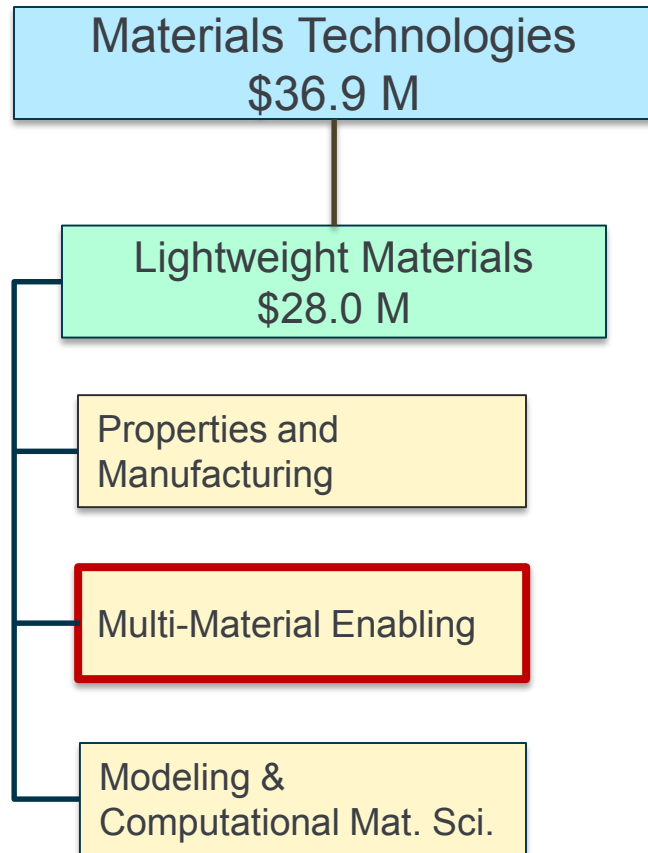 Materials Technologies
$36.9 M
Lightweight Materials
$28.0 M
Properties and
Manufacturing
Multi-Material Enabling
Modeling &
Computational Mat. Sci.